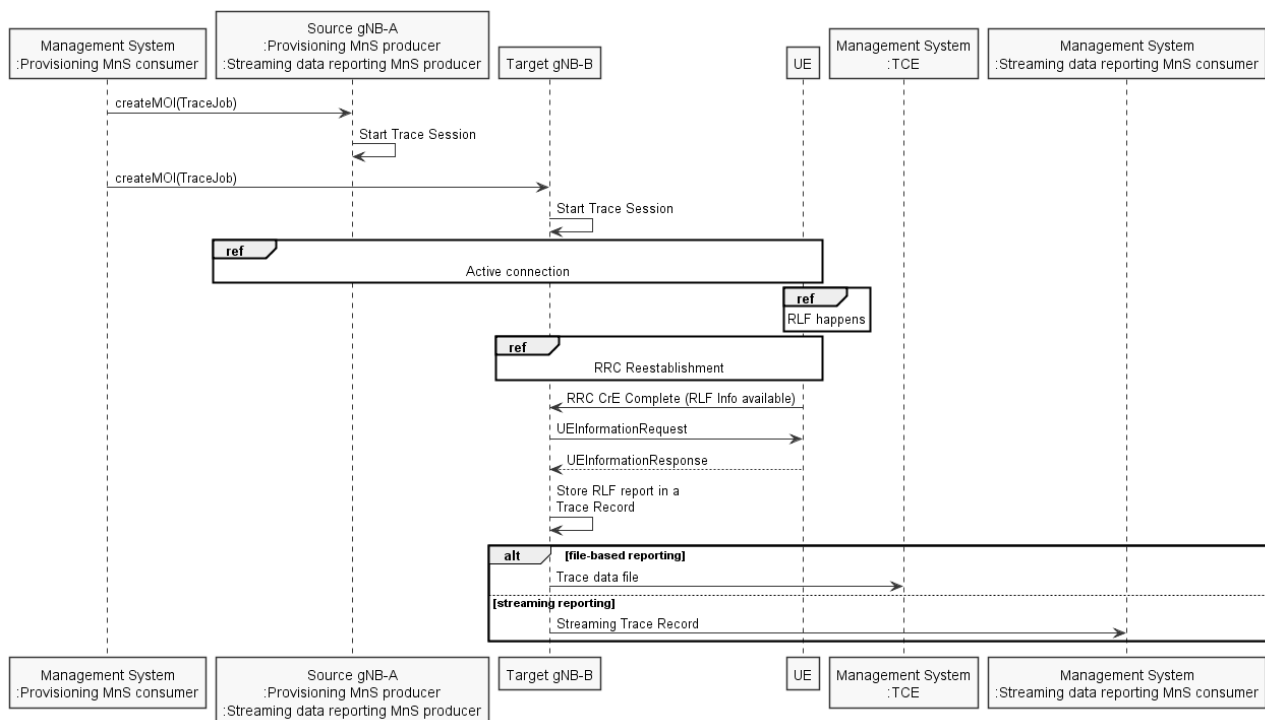 Management System
:Provisioning MnS consumer
Source gNB-A
:Provisioning MnS producer
:Streaming data reporting MnS producer
Target gNB-B
UE
Management System
:TCE
Management System
:Streaming data reporting MnS consumer
createMOI(TraceJob)
Start Trace Session
createMOI(TraceJob)
Start Trace Session
ref
Active connection
ref
RLF happens
ref
RRC Reestablishment
RRC CrE Complete (RLF Info available)
UEInformationRequest
UEInformationResponse
Store RLF report in a
Trace Record
alt [file-based reporting]
Trace data file
[streaming reporting]
Streaming Trace Record
Management System
:Provisioning MnS consumer
Source gNB-A
:Provisioning MnS producer
:Streaming data reporting MnS producer
Target gNB-B
UE
Management System
:TCE
Management System
:Streaming data reporting MnS consumer